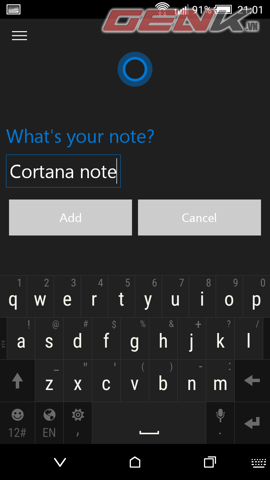 GENK.VN
91% 21:01
What's your note?
Cortana note
Add Cancel
1 2 3 4 5 6 7 8 9 0
q w e r t y u i o p
! @ # $ % & * + ? /
a s d f g h j k l
_ " ' ( ) - :
z x c v b n m
12# EN , .